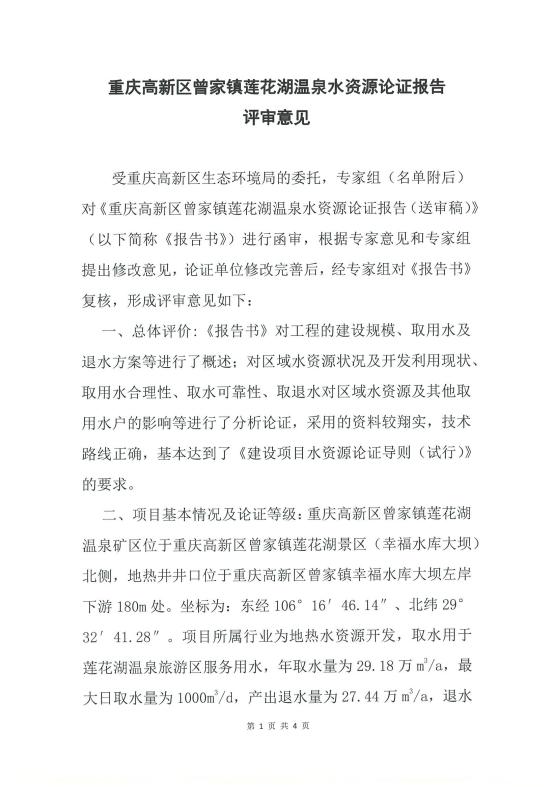 重庆高新区曾家镇莲花湖温泉水资源论证报告
评审意见
受重庆高新区生态环境局的委托，专家组（名单附后）
对《重庆高新区曾家镇莲花湖温泉水资源论证报告（送审稿）》
（以下简称《报告书》）进行函审，根据专家意见和专家组
提出修改意见，论证单位修改完善后，经专家组对《报告书》
复核，形成评审意见如下：
一、总体评价:《报告书》对工程的建设规模、取用水及
退水方案等进行了概述；对区域水资源状况及开发利用现状、
取用水合理性、取水可靠性、取退水对区域水资源及其他取
用水户的影响等进行了分析论证，采用的资料较翔实，技术
路线正确，基本达到了《建设项目水资源论证导则（试行）》
的要求。
二、项目基本情况及论证等级：重庆高新区曾家镇莲花湖
温泉矿区位于重庆高新区曾家镇莲花湖景区（幸福水库大坝）
北侧，地热井井口位于重庆高新区曾家镇幸福水库大坝左岸
下游180m 处。坐标为：东经106°16′46.14″、北纬29°
32′41.28″。项目所属行业为地热水资源开发，取水用于
莲花湖温泉旅游区服务用水，年取水量为29.18 万 m³/a，最
大日取水量为1000m³/d，产出退水量为27.44 万 m³/a，退水
第 1 页 共 4 页